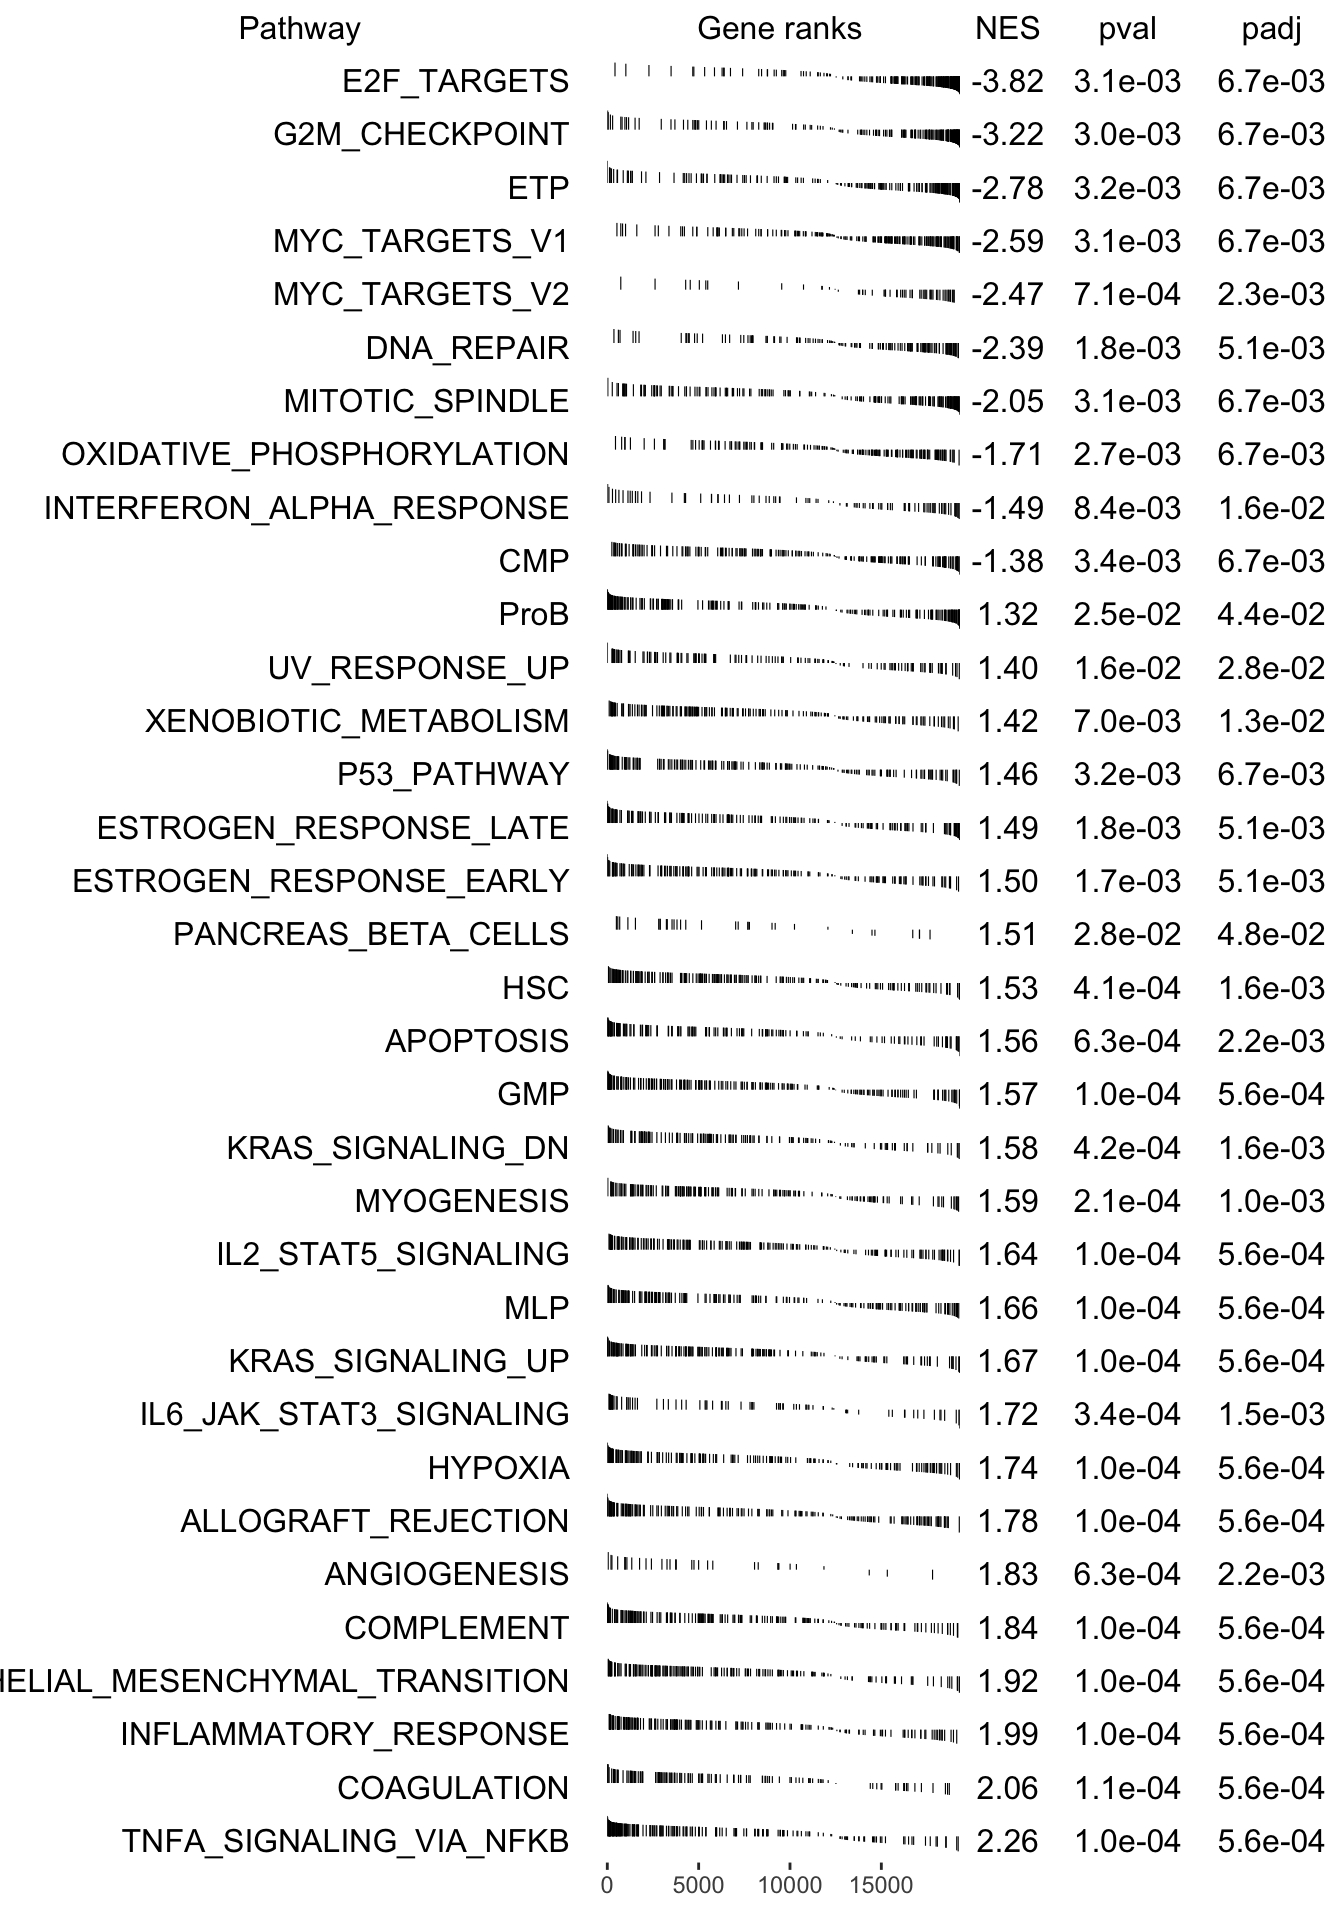 Pathway Gene ranks NES pval padj
E2F_TARGETS -3.82 3.1e-03 6.7e-03
G2M_CHECKPOINT -3.22 3.0e-03 6.7e-03
ETP -2.78 3.2e-03 6.7e-03
MYC_TARGETS_V1 -2.59 3.1e-03 6.7e-03
MYC_TARGETS_V2 -2.47 7.1e-04 2.3e-03
DNA_REPAIR -2.39 1.8e-03 5.1e-03
MITOTIC_SPINDLE -2.05 3.1e-03 6.7e-03
OXIDATIVE_PHOSPHORYLATION -1.71 2.7e-03 6.7e-03
INTERFERON_ALPHA_RESPONSE -1.49 8.4e-03 1.6e-02
CMP -1.38 3.4e-03 6.7e-03
ProB 1.32 2.5e-02 4.4e-02
UV_RESPONSE_UP 1.40 1.6e-02 2.8e-02
XENOBIOTIC_METABOLISM 1.42 7.0e-03 1.3e-02
P53_PATHWAY 1.46 3.2e-03 6.7e-03
ESTROGEN_RESPONSE_LATE 1.49 1.8e-03 5.1e-03
ESTROGEN_RESPONSE_EARLY 1.50 1.7e-03 5.1e-03
PANCREAS_BETA_CELLS 1.51 2.8e-02 4.8e-02
HSC 1.53 4.1e-04 1.6e-03
APOPTOSIS 1.56 6.3e-04 2.2e-03
GMP 1.57 1.0e-04 5.6e-04
KRAS_SIGNALING_DN 1.58 4.2e-04 1.6e-03
MYOGENESIS 1.59 2.1e-04 1.0e-03
IL2_STAT5_SIGNALING 1.64 1.0e-04 5.6e-04
MLP 1.66 1.0e-04 5.6e-04
KRAS_SIGNALING_UP 1.67 1.0e-04 5.6e-04
IL6_JAK_STAT3_SIGNALING 1.72 3.4e-04 1.5e-03
HYPOXIA 1.74 1.0e-04 5.6e-04
ALLOGRAFT_REJECTION 1.78 1.0e-04 5.6e-04
ANGIOGENESIS 1.83 6.3e-04 2.2e-03
COMPLEMENT 1.84 1.0e-04 5.6e-04
HELIAL_MESENCHYMAL_TRANSITION 1.92 1.0e-04 5.6e-04
INFLAMMATORY_RESPONSE 1.99 1.0e-04 5.6e-04
COAGULATION 2.06 1.1e-04 5.6e-04
TNFA_SIGNALING_VIA_NFKB 2.26 1.0e-04 5.6e-04
0 5000 10000 15000